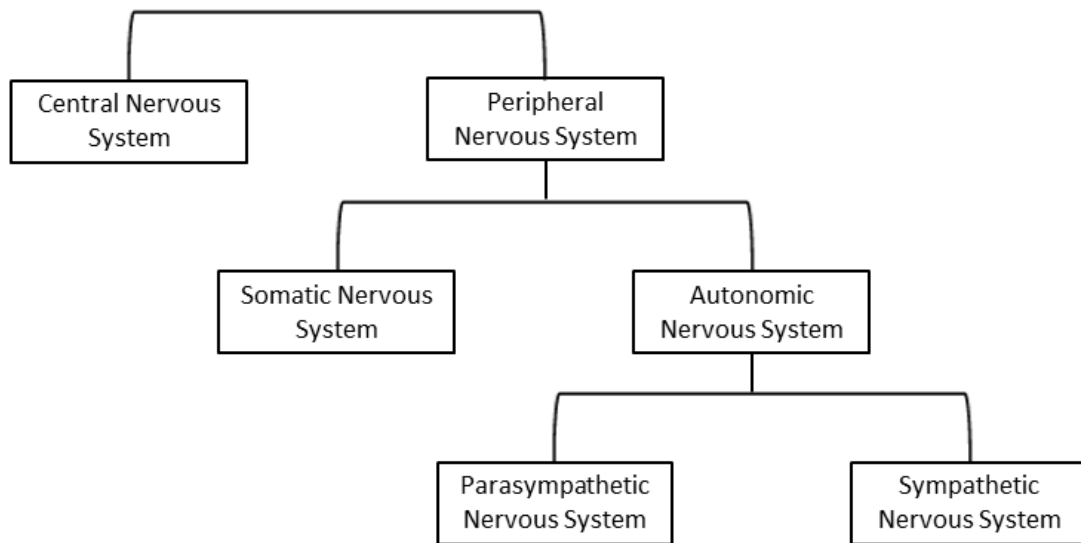 Central Nervous
System
Peripheral
Nervous System
Somatic Nervous
System
Autonomic
Nervous System
Parasympathetic
Nervous System
Sympathetic
Nervous System